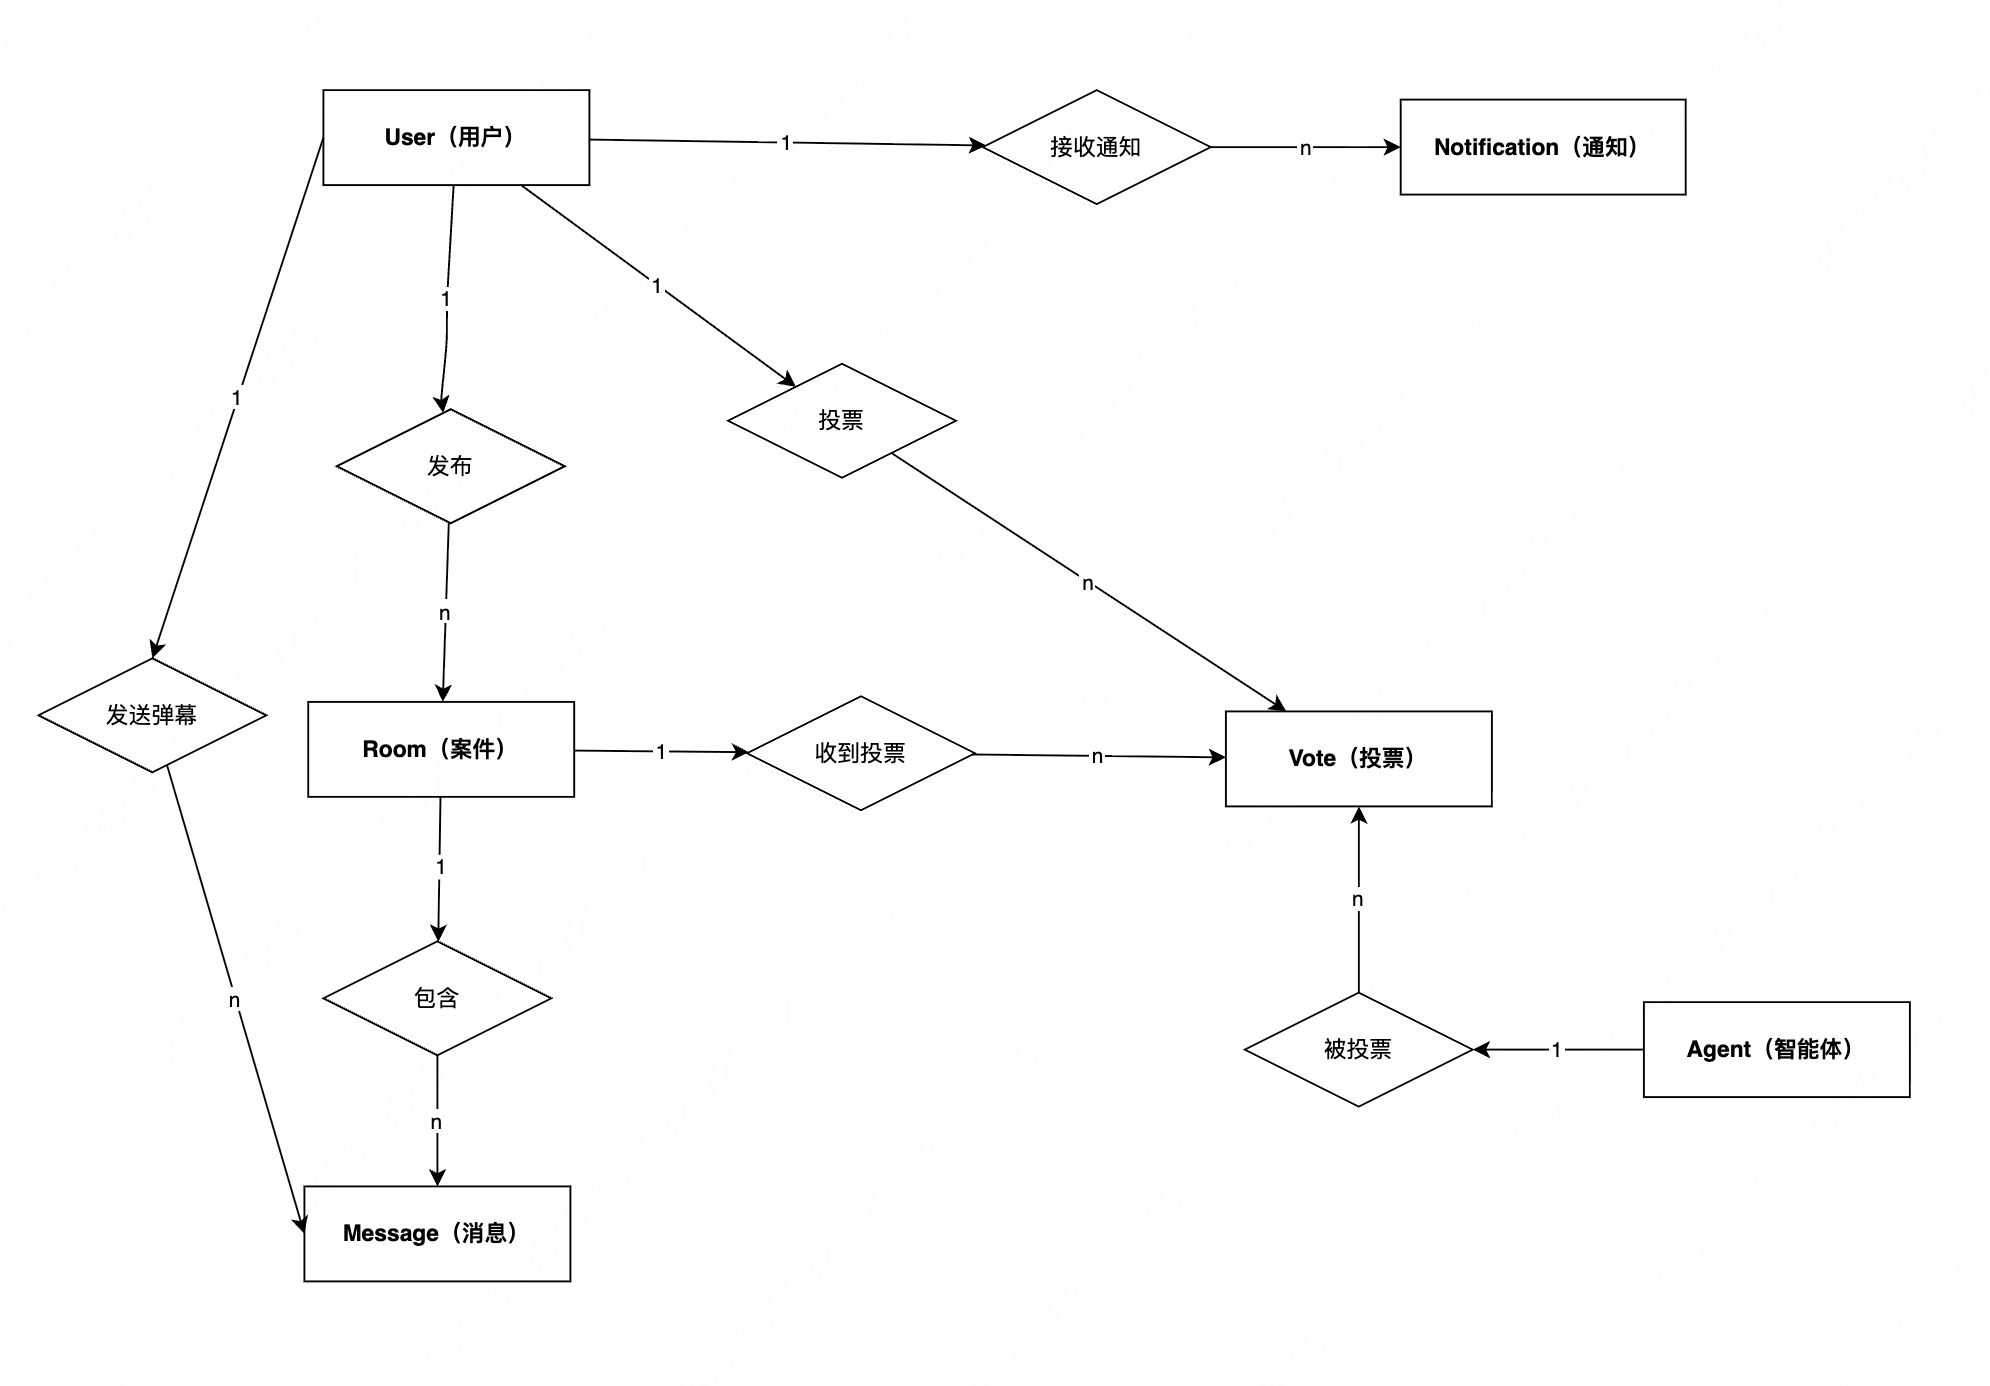 User（用户）
1
接收通知
n
Notification（通知）
1
1
1
投票
发布
n
n
发送弹幕
Room（案件）
1
收到投票
n
Vote（投票）
1
n
n
包含
被投票
1
Agent（智能体）
n
Message（消息）